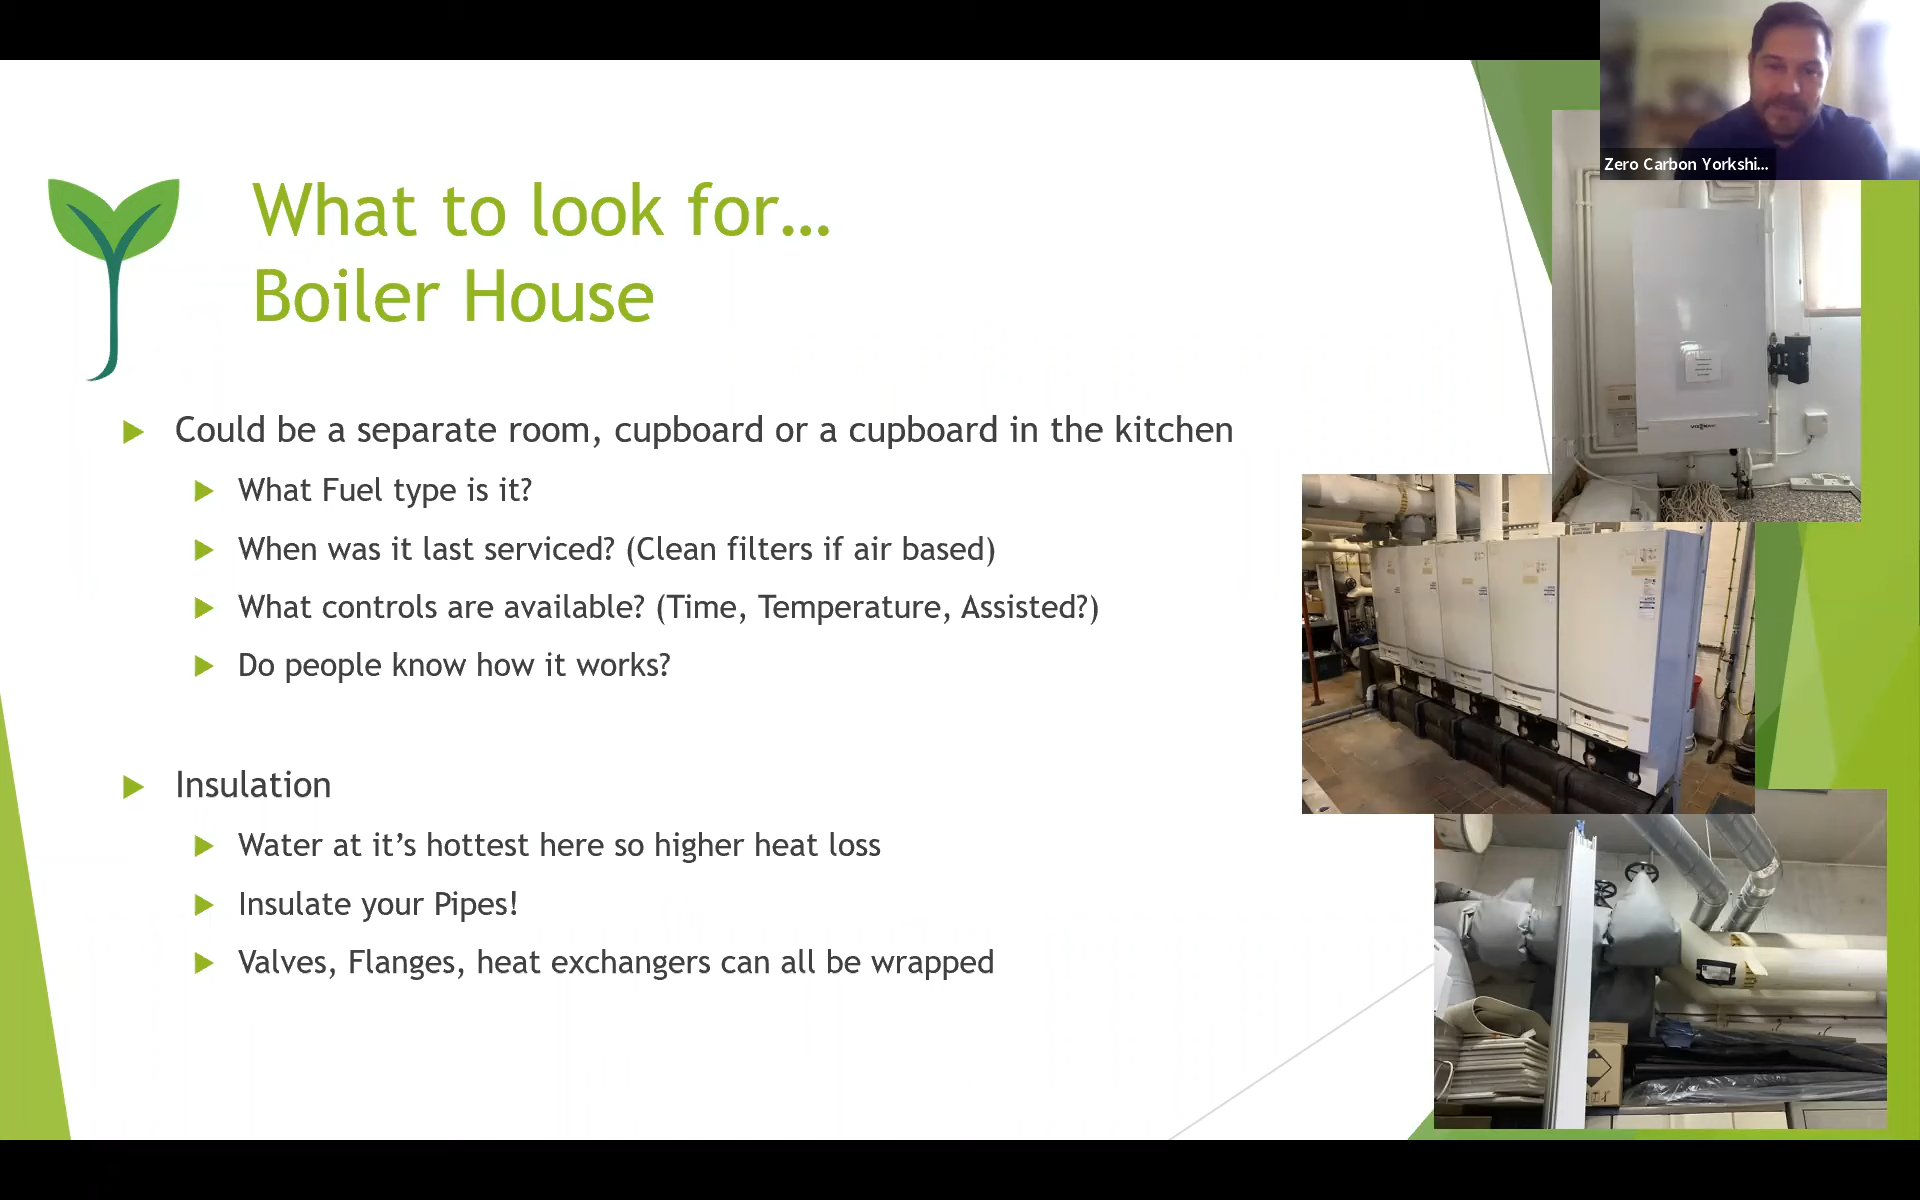 Zero Carbon Yorkshi...
What to look for...
Boiler House
Could be a separate room, cupboard or a cupboard in the kitchen
What Fuel type is it?
When was it last serviced? (Clean filters if air based)
What controls are available? (Time, Temperature, Assisted?)
Do people know how it works?
Insulation
Water at it’s hottest here so higher heat loss
Insulate your Pipes!
Valves, Flanges, heat exchangers can all be wrapped